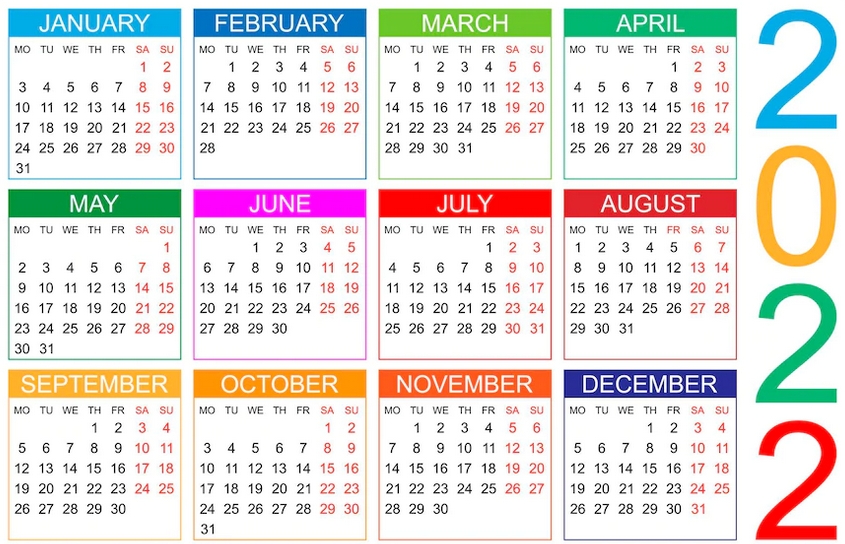 JANUARY
MO TU WE TH FR SA SU
1 2
3 4 5 6 7 8 9
10 11 12 13 14 15 16
17 18 19 20 21 22 23
24 25 26 27 28 29 30
31
FEBRUARY
MO TU WE TH FR SA SU
1 2 3 4 5 6
7 8 9 10 11 12 13
14 15 16 17 18 19 20
21 22 23 24 25 26 27
28
MARCH
MO TU WE TH FR SA SU
1 2 3 4 5 6
7 8 9 10 11 12 13
14 15 16 17 18 19 20
21 22 23 24 25 26 27
28 29 30 31
APRIL
MO TU WE TH FR SA SU
1 2 3
4 5 6 7 8 9 10
11 12 13 14 15 16 17
18 19 20 21 22 23 24
25 26 27 28 29 30
MAY
MO TU WE TH FR SA SU
1
2 3 4 5 6 7 8
9 10 11 12 13 14 15
16 17 18 19 20 21 22
23 24 25 26 27 28 29
30 31
JUNE
MO TU WE TH FR SA SU
1 2 3 4 5
6 7 8 9 10 11 12
13 14 15 16 17 18 19
20 21 22 23 24 25 26
27 28 29 30
JULY
MO TU WE TH FR SA SU
1 2 3
4 5 6 7 8 9 10
11 12 13 14 15 16 17
18 19 20 21 22 23 24
25 26 27 28 29 30 31
AUGUST
MO TU WE TH FR SA SU
1 2 3 4 5 6 7
8 9 10 11 12 13 14
15 16 17 18 19 20 21
22 23 24 25 26 27 28
29 30 31
SEPTEMBER
MO TU WE TH FR SA SU
1 2 3 4
5 6 7 8 9 10 11
12 13 14 15 16 17 18
19 20 21 22 23 24 25
26 27 28 29 30
OCTOBER
MO TU WE TH FR SA SU
1 2
3 4 5 6 7 8 9
10 11 12 13 14 15 16
17 18 19 20 21 22 23
24 25 26 27 28 29 30
31
NOVEMBER
MO TU WE TH FR SA SU
1 2 3 4 5 6
7 8 9 10 11 12 13
14 15 16 17 18 19 20
21 22 23 24 25 26 27
28 29 30
DECEMBER
MO TU WE TH FR SA SU
1 2 3 4
5 6 7 8 9 10 11
12 13 14 15 16 17 18
19 20 21 22 23 24 25
26 27 28 29 30 31
2022